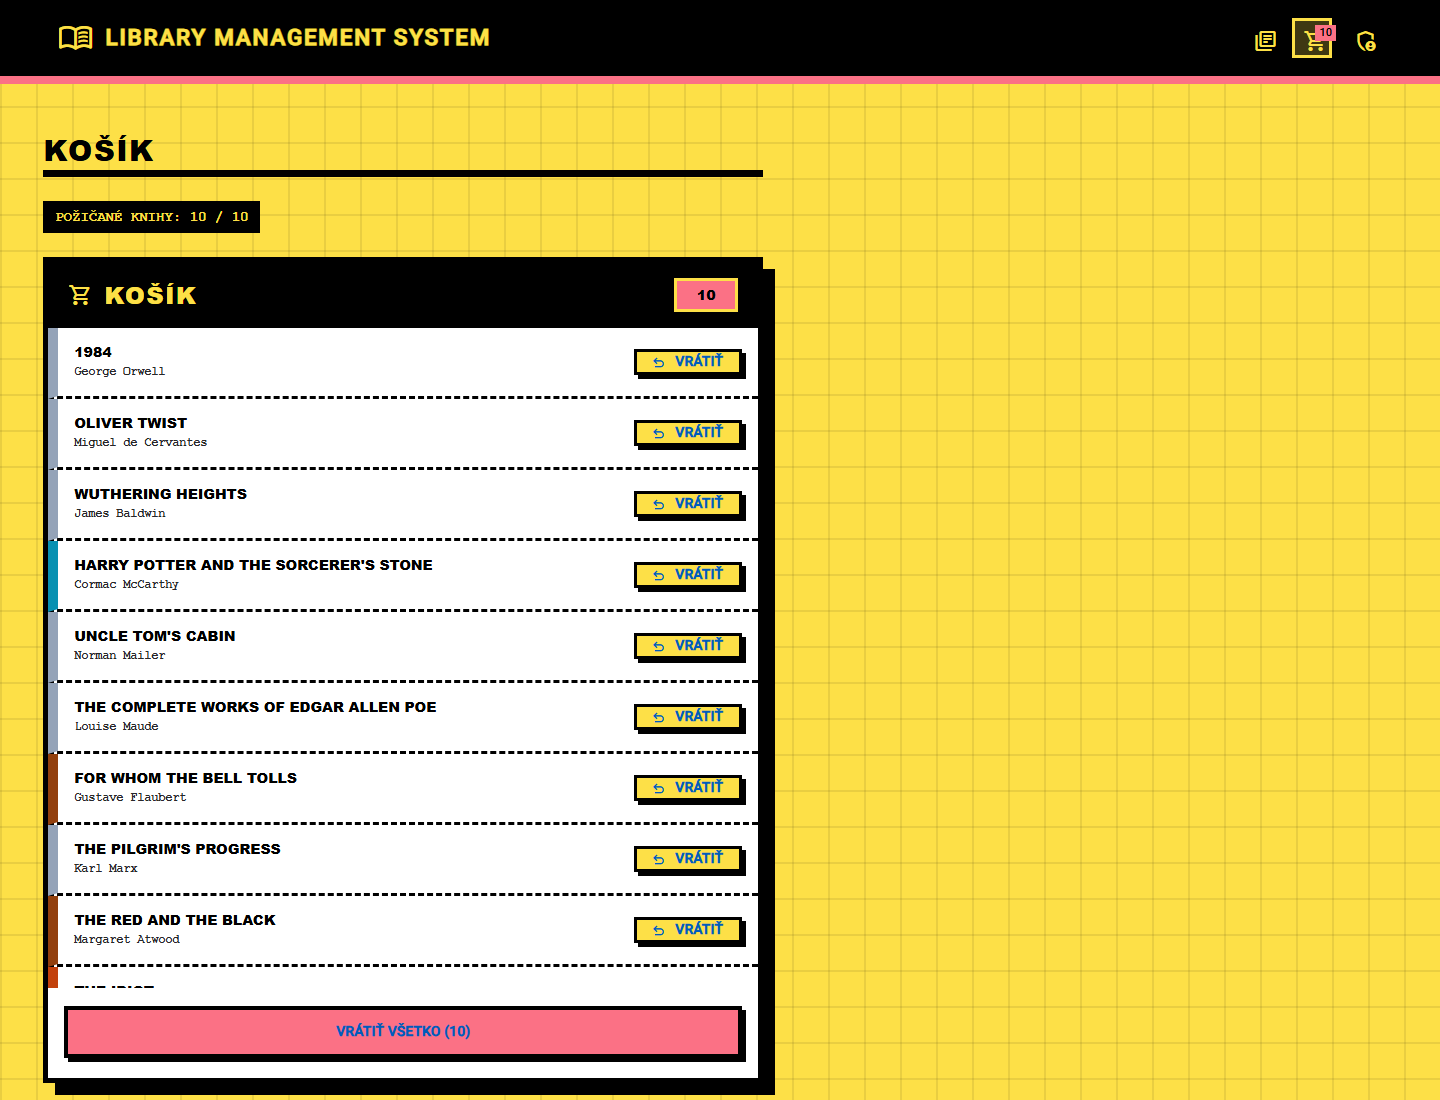 LIBRARY MANAGEMENT SYSTEM
10
KOŠÍK
POŽIČANÉ KNIHY: 10 / 10
KOŠÍK
10
1984
George Orwell
VRÁTIŤ
OLIVER TWIST
Miguel de Cervantes
VRÁTIŤ
WUTHERING HEIGHTS
James Baldwin
VRÁTIŤ
HARRY POTTER AND THE SORCERER'S STONE
Cormac McCarthy
VRÁTIŤ
UNCLE TOM'S CABIN
Norman Mailer
VRÁTIŤ
THE COMPLETE WORKS OF EDGAR ALLEN POE
Louise Maude
VRÁTIŤ
FOR WHOM THE BELL TOLLS
Gustave Flaubert
VRÁTIŤ
THE PILGRIM'S PROGRESS
Karl Marx
VRÁTIŤ
THE RED AND THE BLACK
Margaret Atwood
VRÁTIŤ
VRÁTIŤ VŠETKO (10)